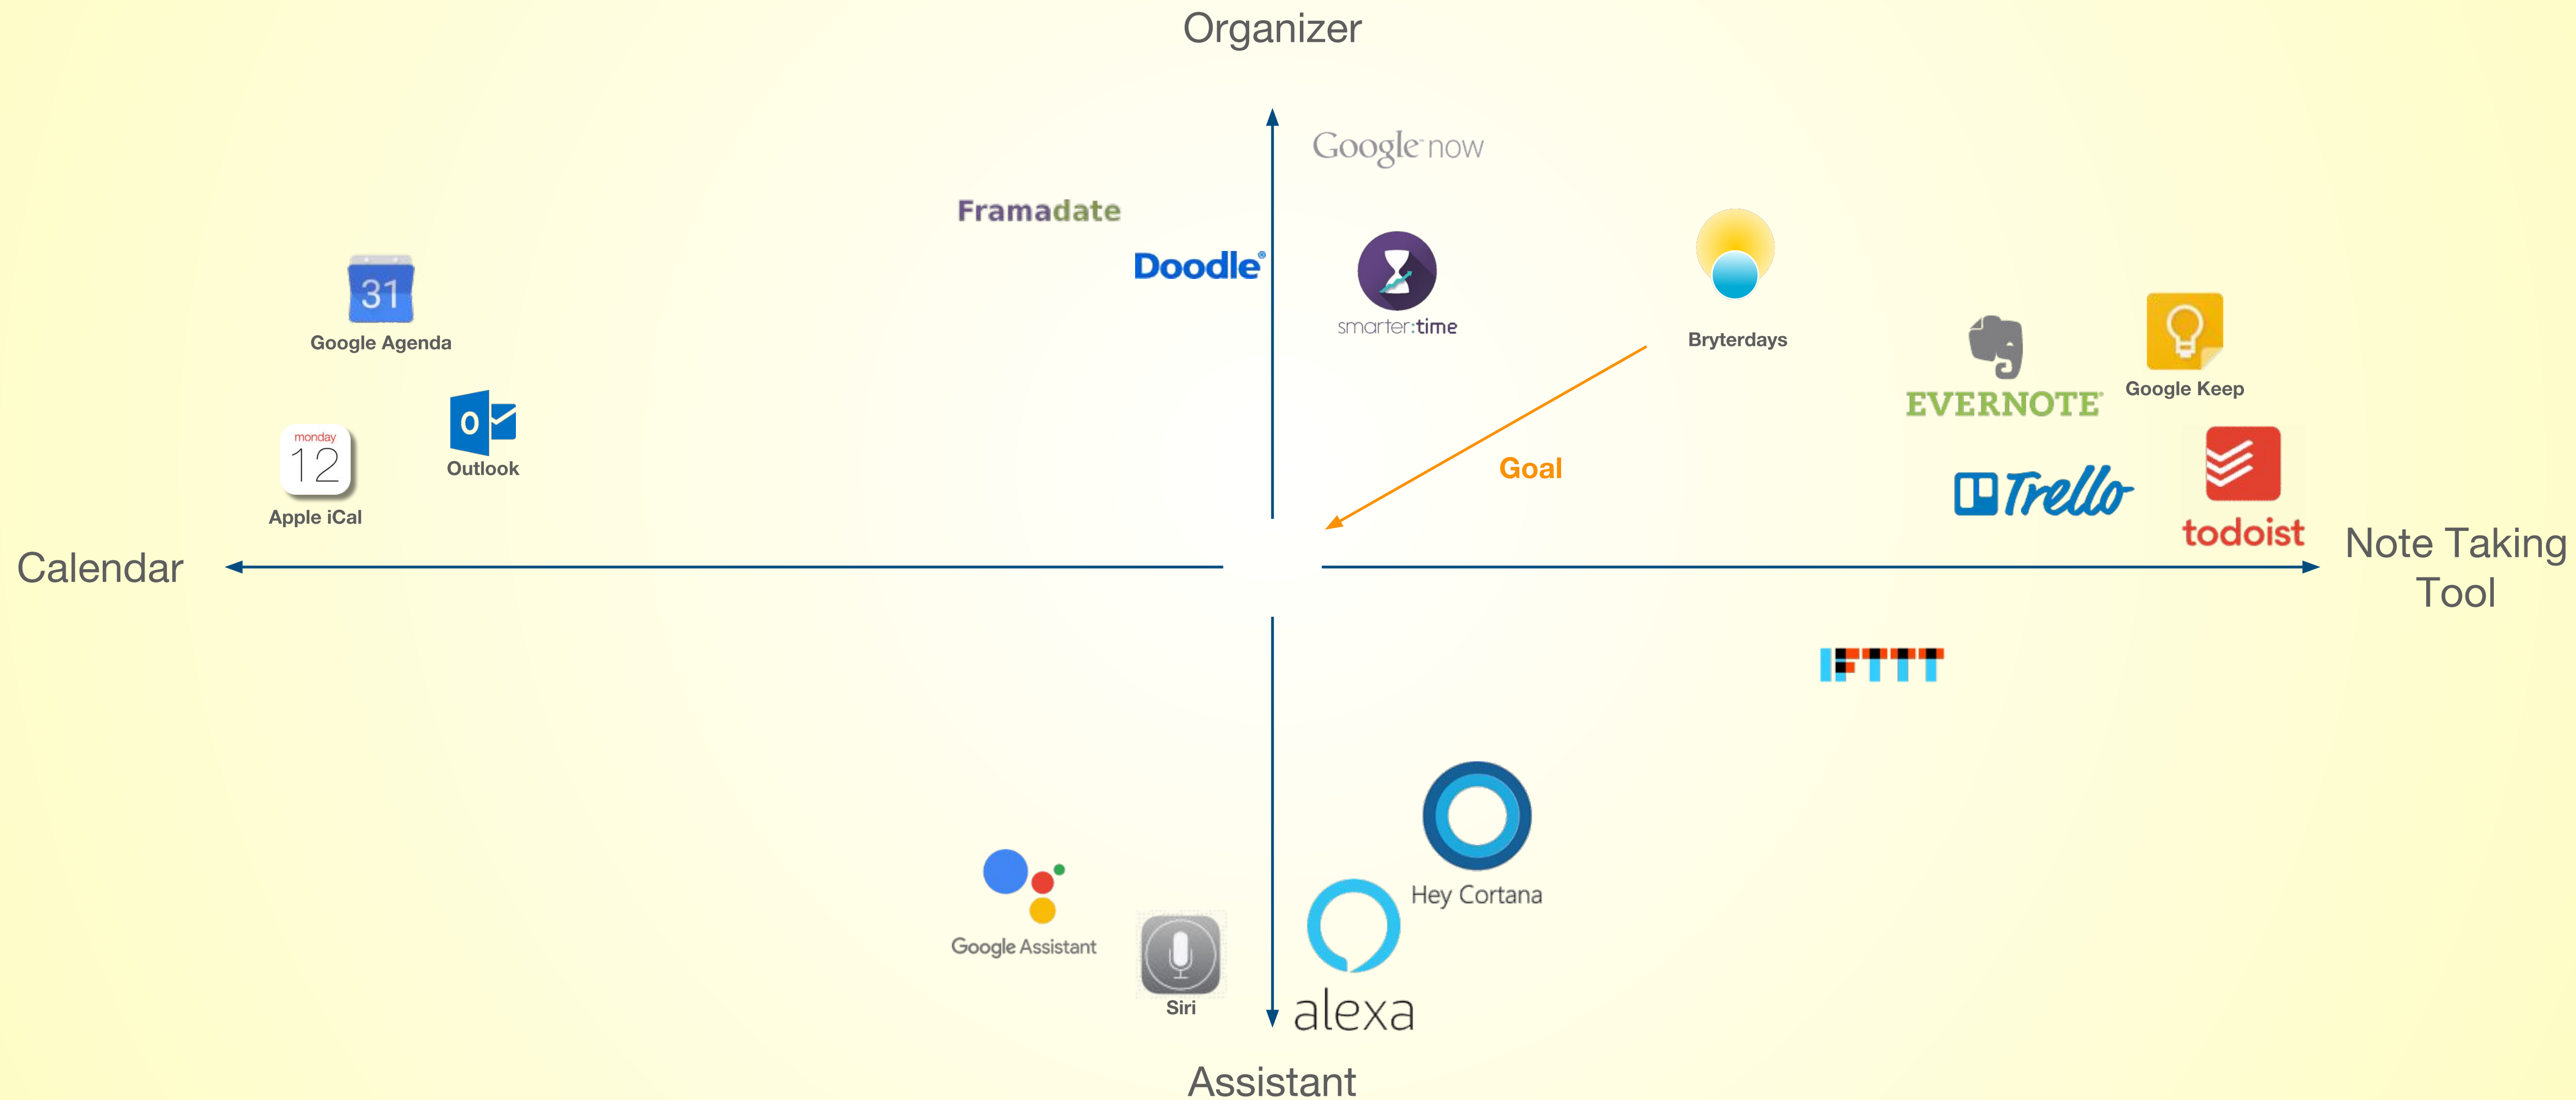 Organizer
Google now
Framadate
Doodle®
31
Google Agenda
smarter:time
Bryterdays
EVERNOTE®
Google Keep
monday
12
Apple iCal
O
Outlook
Goal
Trello
todoist
Calendar
Note Taking
Tool
IFTTT
Hey Cortana
Google Assistant
Siri
alexa
Assistant